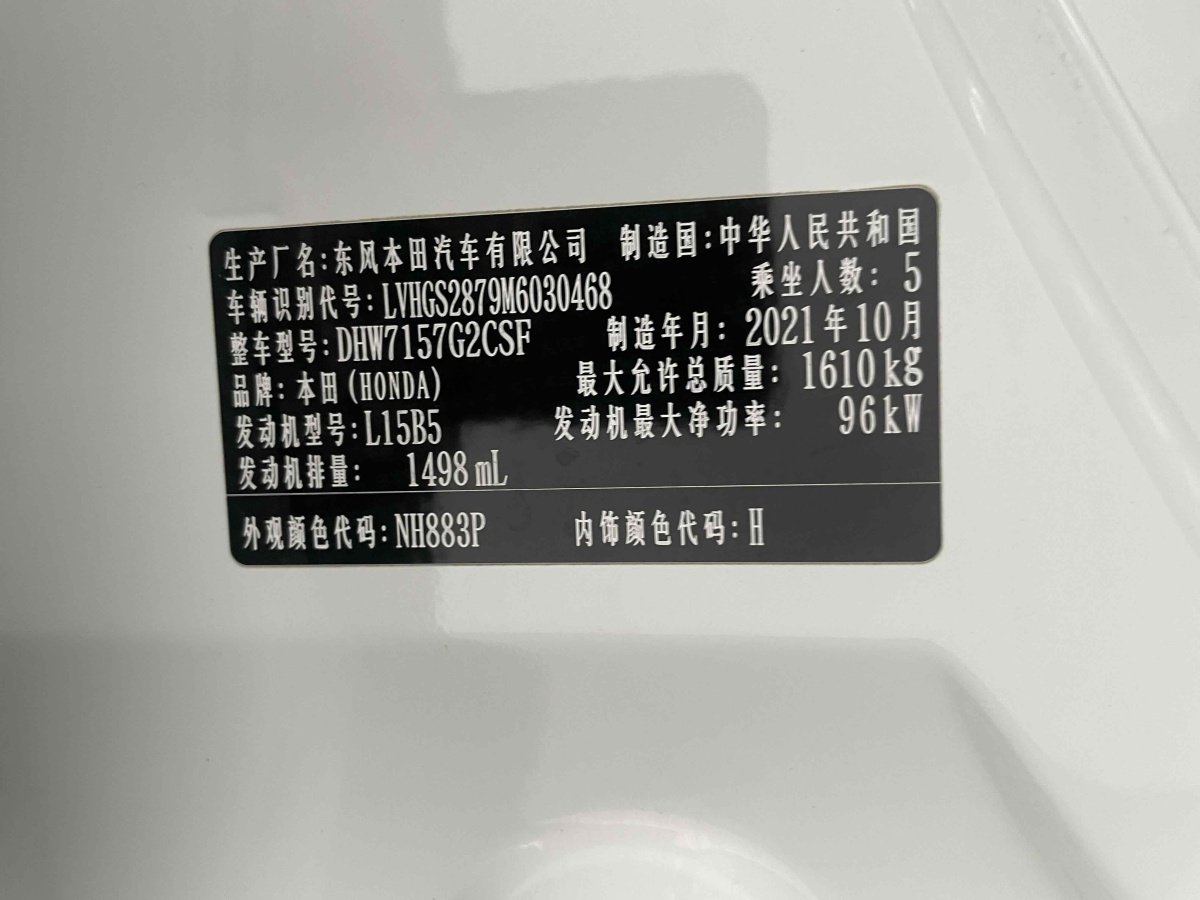 生产厂名:东风本田汽车有限公司 制造国:中华人民共和国
车辆识别代号:LVHGS2879M6030468 乘坐人数: 5
整车型号:DHW7157G2CSF 制造年月: 2021年10月
品牌:本田(HONDA) 最大允许总质量: 1610kg
发动机型号:L15B5 发动机最大净功率: 96kW
发动机排量: 1498mL
外观颜色代码:NH883P 内饰颜色代码:H